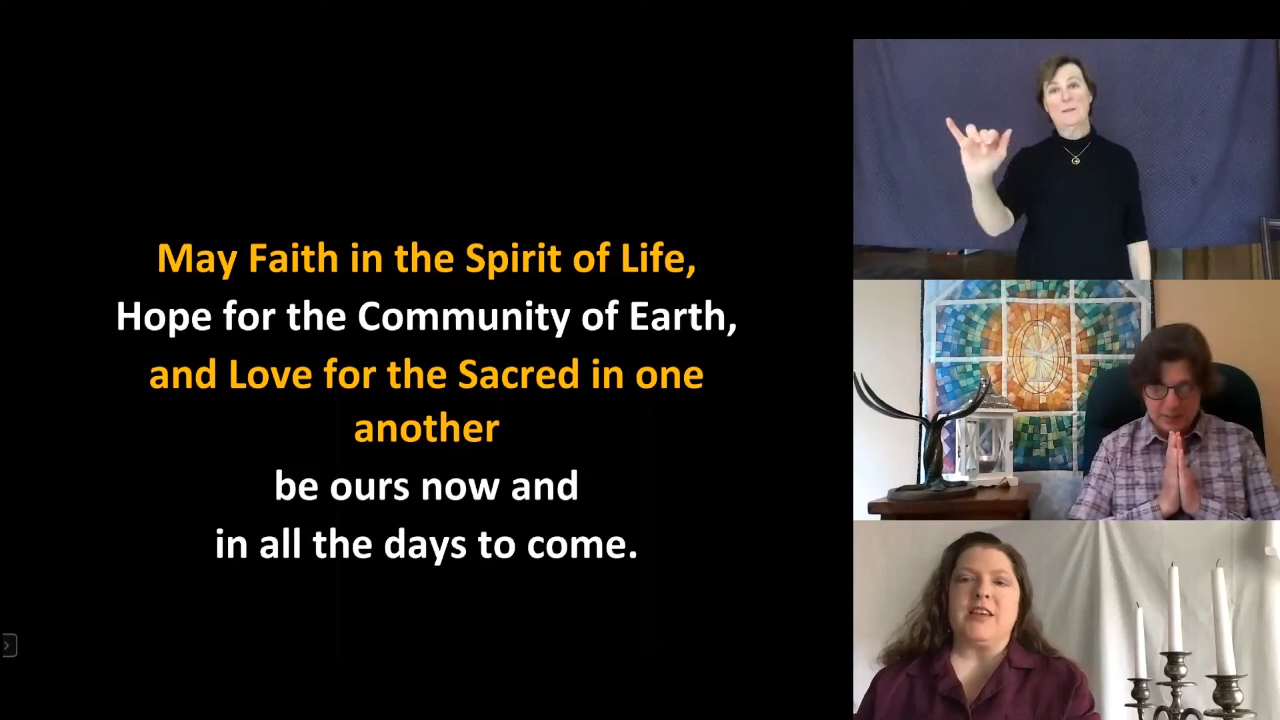 May Faith in the Spirit of Life,
Hope for the Community of Earth,
and Love for the Sacred in one
another
be ours now and
in all the days to come.